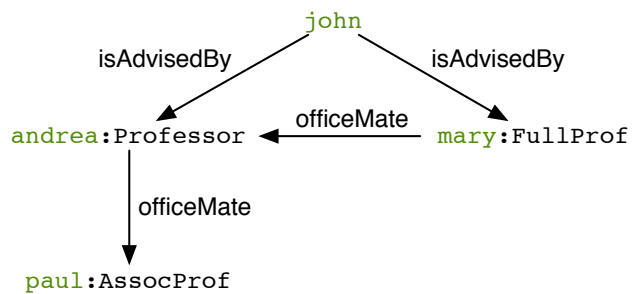 john
isAdvisedBy
isAdvisedBy
officeMate
andrea:Professor
mary:FullProf
officeMate
paul:AssocProf